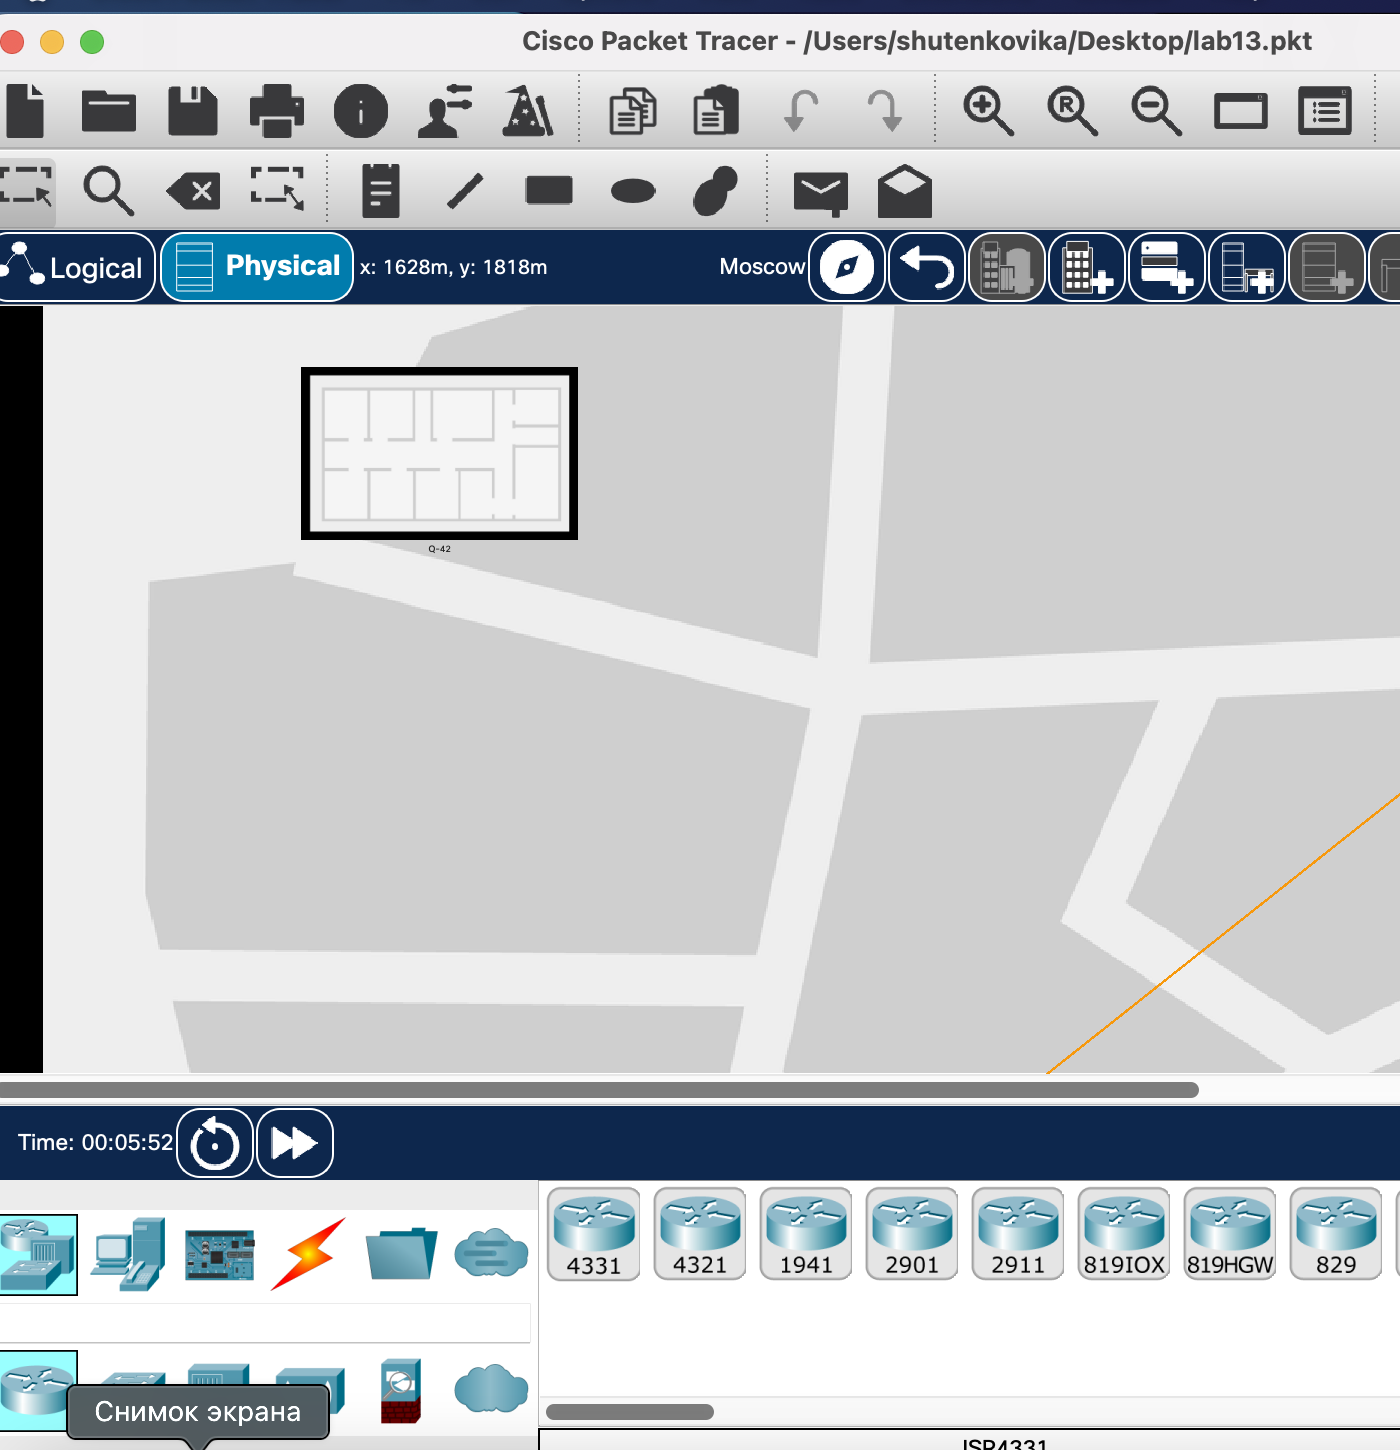 Cisco Packet Tracer - /Users/shutenkovika/Desktop/lab13.pkt
Logical
Physical
x: 1628m, y: 1818m
Moscow
Q-42
Time: 00:05:52
4331
4321
1941
2901
2911
819IOX
819HGW
829
Снимок экрана
ISR4331